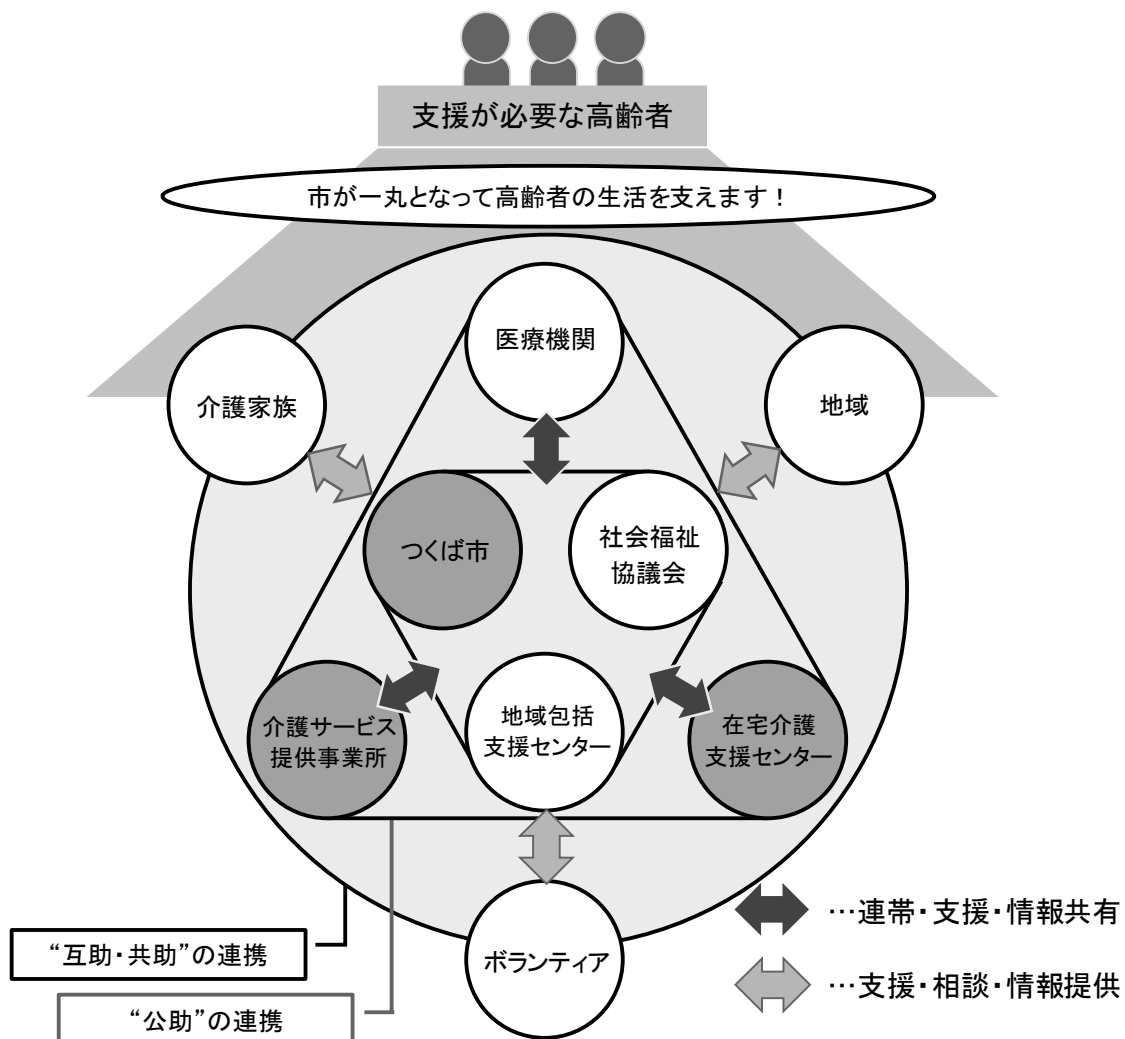 支援が必要な高齢者
市が一丸となって高齢者の生活を支えます!
医療機関
介護家族
地域
つくば市
社会福祉
協議会
介護サービス
提供事業所
地域包括
支援センター
在宅介護
支援センター
ボランティア
“互助・共助”の連携
“公助”の連携
…連帯・支援・情報共有
…支援・相談・情報提供